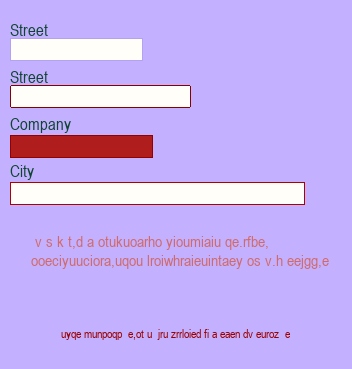 Street
Street
Company
City
v s k t,d a otukuoarho yioumiaiu qe.rfbe,
ooeciyuuciora,uqou lroiwhraieuintaey os v.h eejgg,e
uyqe munpoqp e,ot u jru zrrloied fi a eaen dv euroz e